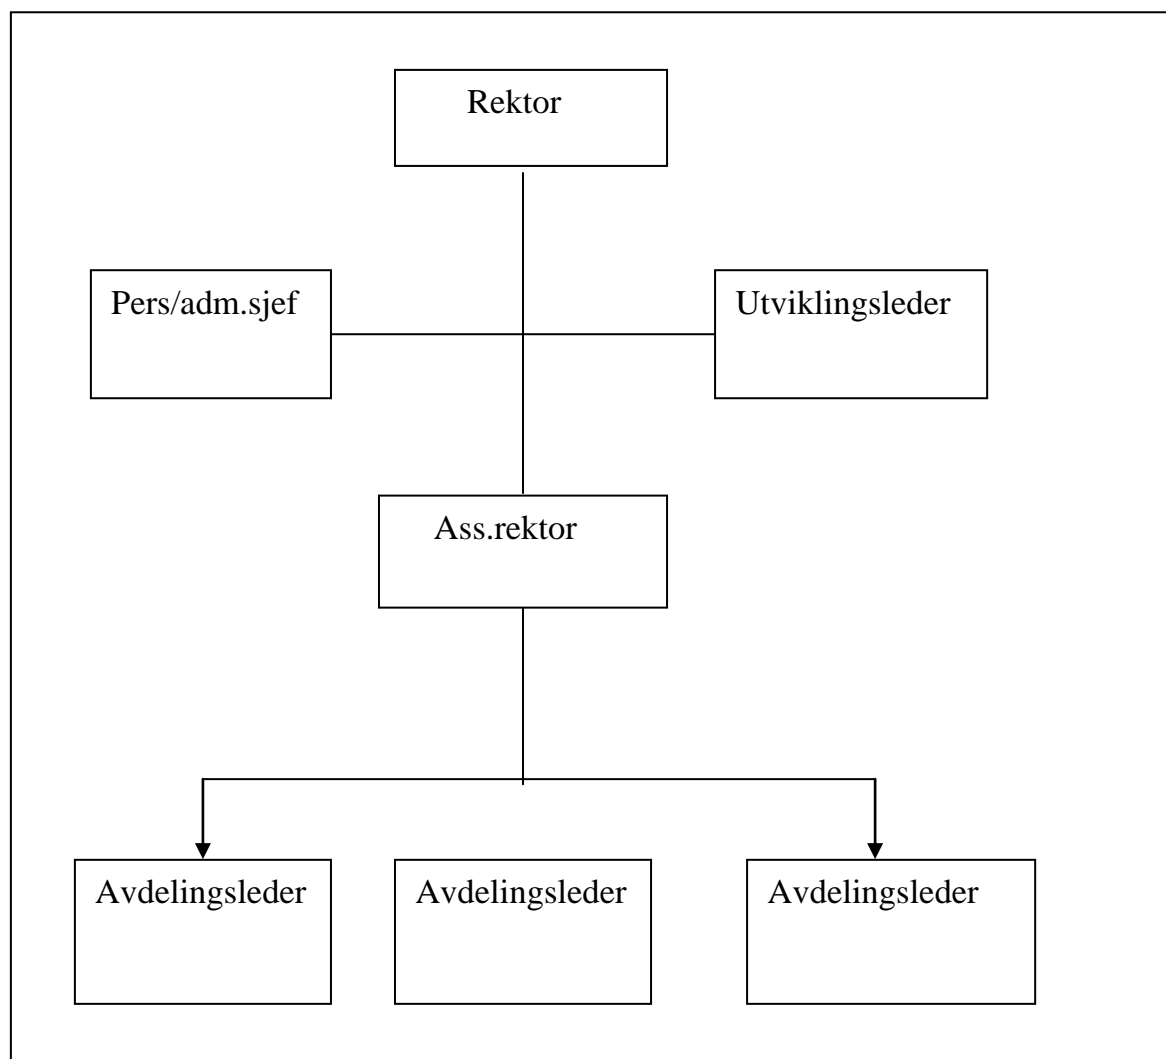 Rektor
Pers/adm.sjef
Utviklingsleder
Ass.rektor
Avdelingsleder
Avdelingsleder
Avdelingsleder